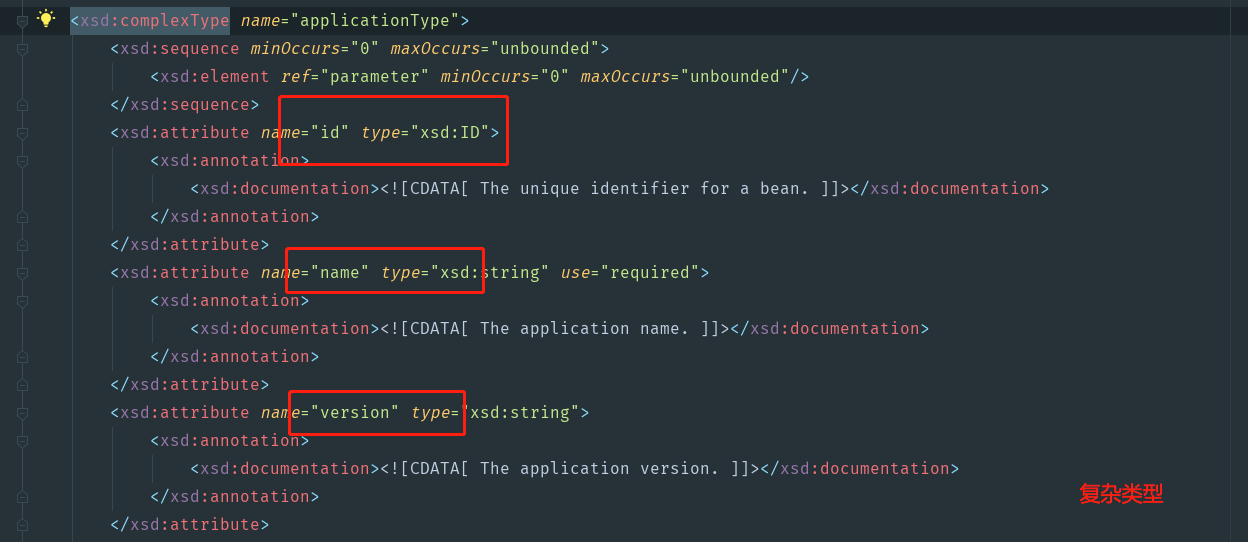 <xsd:complexType name="applicationType">
<xsd:sequence minOccurs="0" maxOccurs="unbounded">
<xsd:element ref="parameter" minOccurs="0" maxOccurs="unbounded"/>
</xsd:sequence>
<xsd:attribute name="id" type="xsd:ID">
<xsd:annotation>
<xsd:documentation><![CDATA[ The unique identifier for a bean. ]]></xsd:documentation>
</xsd:annotation>
</xsd:attribute>
<xsd:attribute name="name" type="xsd:string" use="required">
<xsd:annotation>
<xsd:documentation><![CDATA[ The application name. ]]></xsd:documentation>
</xsd:annotation>
</xsd:attribute>
<xsd:attribute name="version" type="xsd:string">
<xsd:annotation>
<xsd:documentation><![CDATA[ The application version. ]]></xsd:documentation>
</xsd:annotation>
复杂类型
</xsd:attribute>